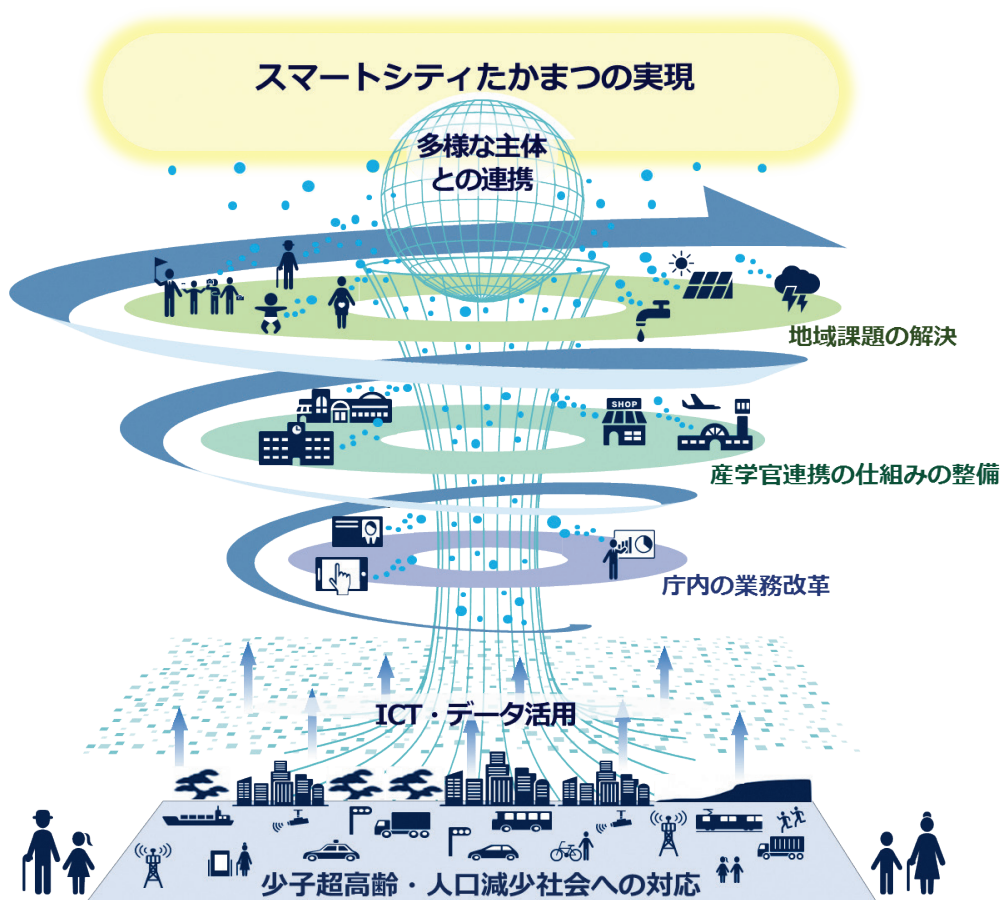 スマートシティたかまつの実現
多様な主体
との連携
地域課題の解決
SHOP
産学官連携の仕組みの整備
庁内の業務改革
ICT・データ活用
少子超高齢・人口減少社会への対応